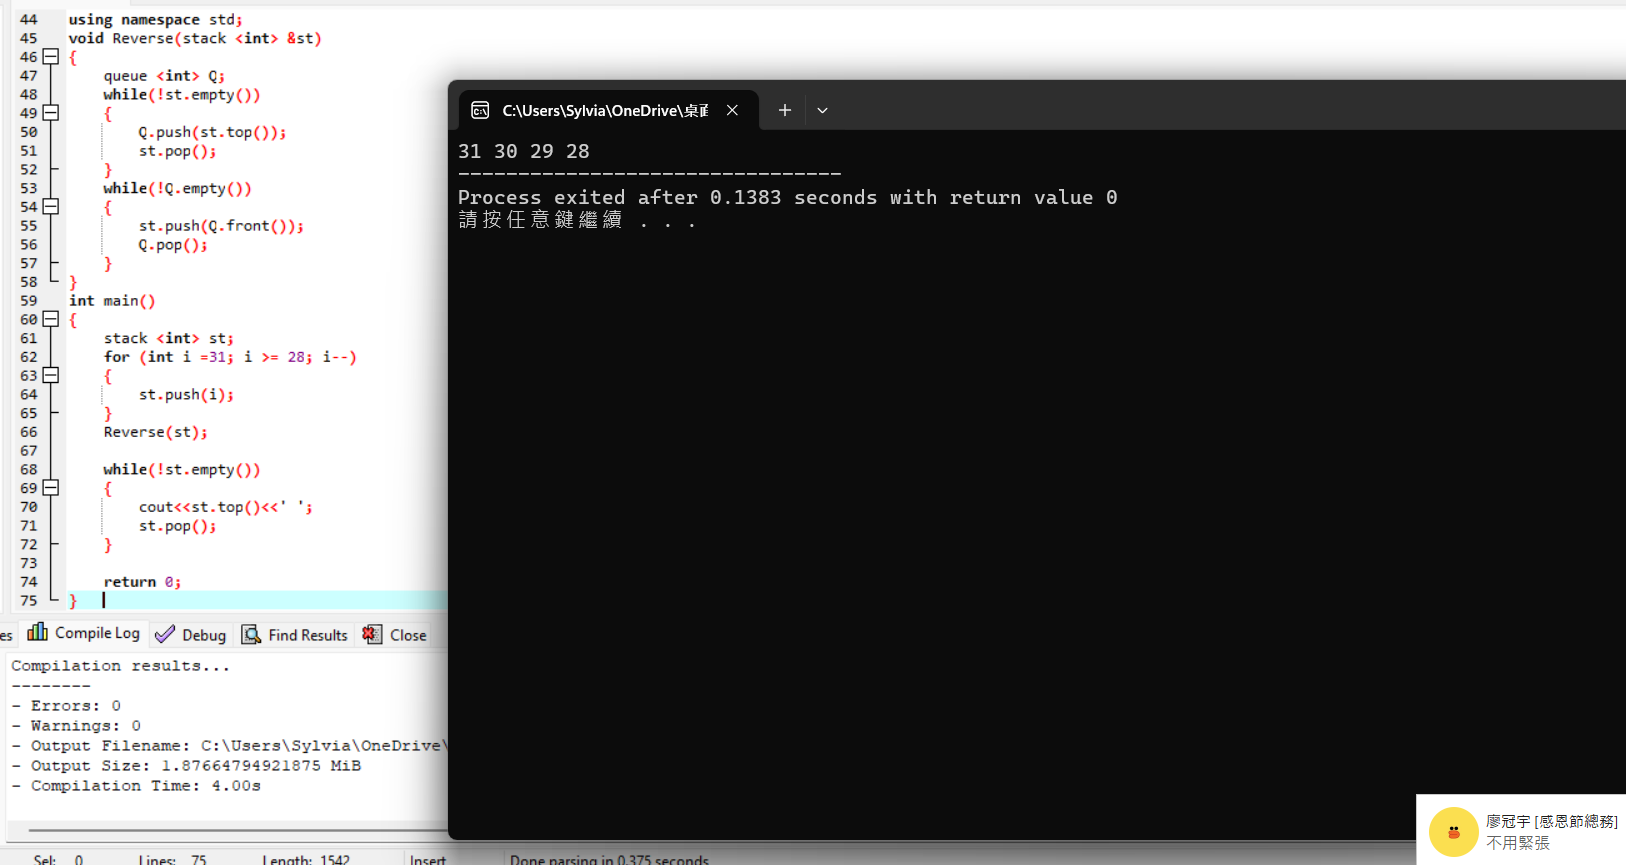 44 using namespace std;
45 void Reverse(stack <int> &st)
46 {
47 queue <int> Q;
48 while(!st.empty())
49 {
50 Q.push(st.top());
51 st.pop();
52 }
53 while(!Q.empty())
54 {
55 st.push(Q.front());
56 Q.pop();
57 }
58 }
59 int main()
60 {
61 stack <int> st;
62 for (int i =31; i >= 28; i--)
63 {
64 st.push(i);
65 }
66 Reverse(st);
67
68 while(!st.empty())
69 {
70 cout<<st.top()<<' ';
71 st.pop();
72 }
73
74 return 0;
75 }
es Compile Log Debug Find Results Close
Compilation results...
--------
- Errors: 0
- Warnings: 0
- Output Filename: C:\Users\Sylvia\OneDrive\
- Output Size: 1.87664794921875 MiB
- Compilation Time: 4.00s
Sel: 0 Lines: 75 Length: 1542 Insert Done parsing in 0.375 seconds
C:\Users\Sylvia\OneDrive\桌面
31 30 29 28
--------------------------------
Process exited after 0.1383 seconds with return value 0
請按任意鍵繼續 . . .
廖冠宇 [感恩節總務]
不用緊張